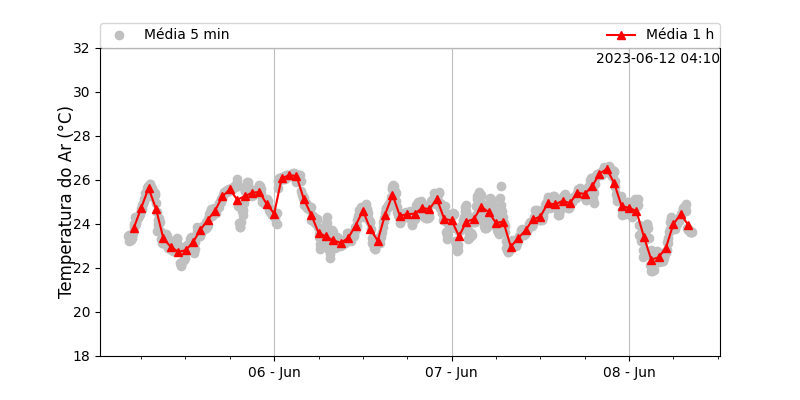 Média 5 min
Média 1 h
2023-06-12 04:10
Temperatura do Ar (°C)
32
30
28
26
24
22
20
18
06 - Jun
07 - Jun
08 - Jun